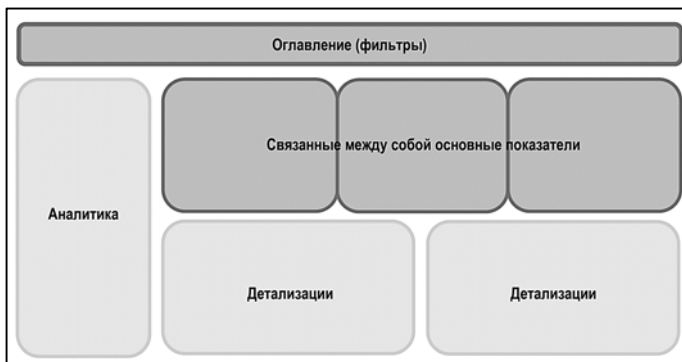 Оглавление (фильтры)
Связанные между собой основные показатели
Аналитика
Детализации
Детализации